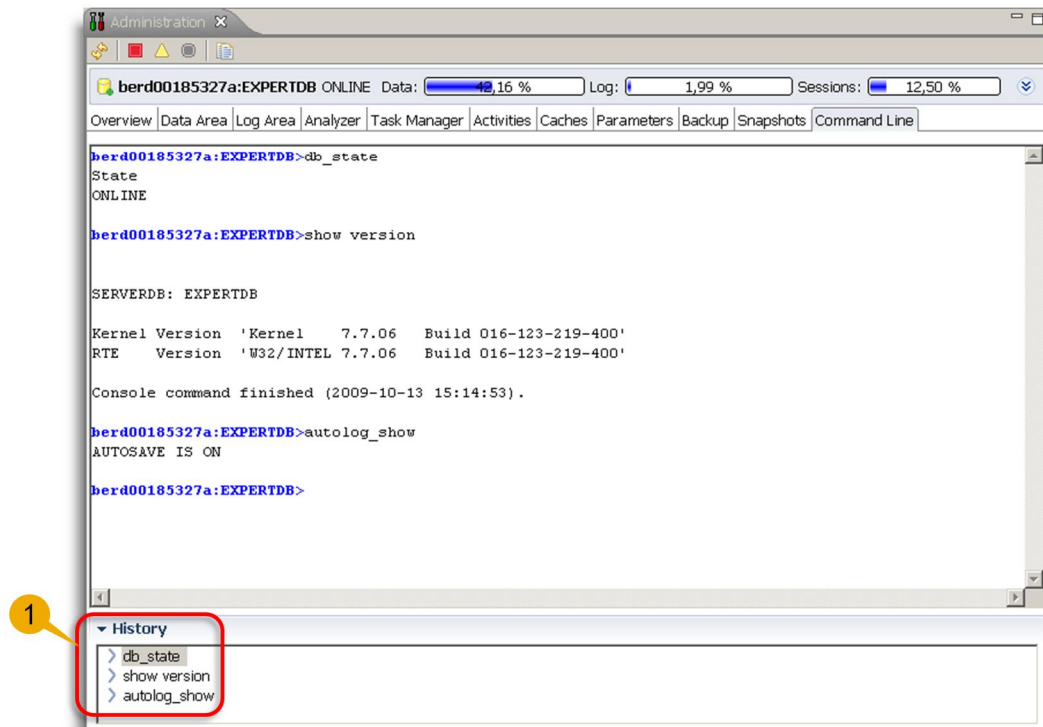 Administration
berd00185327a:EXPERTDB ONLINE Data: 42,16 % Log: 1,99 % Sessions: 12,50 %
Overview Data Area Log Area Analyzer Task Manager Activities Caches Parameters Backup Snapshots Command Line
berd00185327a:EXPERTDB>db_state
State
ONLINE
berd00185327a:EXPERTDB>show version
SERVERDB: EXPERTDB
Kernel Version 'Kernel 7.7.06 Build 016-123-219-400'
RTE Version 'W32/INTEL 7.7.06 Build 016-123-219-400'
Console command finished (2009-10-13 15:14:53).
berd00185327a:EXPERTDB>autolog_show
AUTOSAVE IS ON
berd00185327a:EXPERTDB>
1
History
db_state
show version
autolog_show